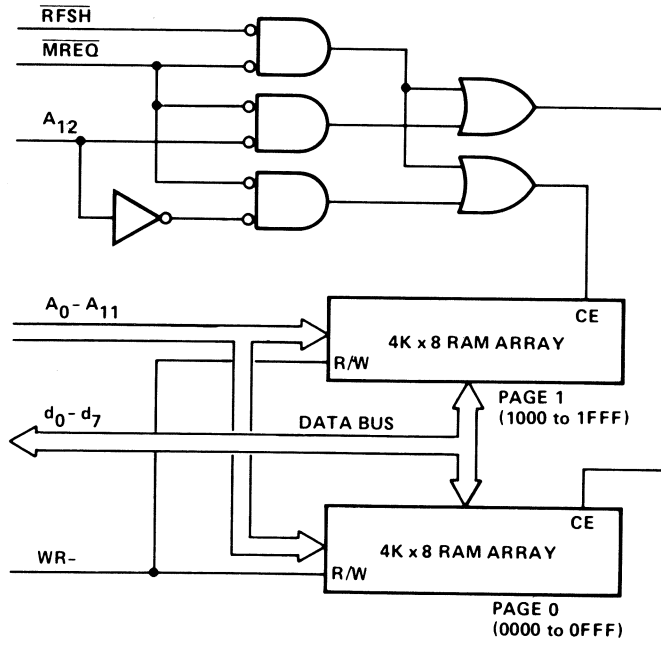 RFSH
MREQ
A12
A0-A11
CE
4K x 8 RAM ARRAY
R/W
PAGE 1
(1000 to 1FFF)
d0-d7
DATA BUS
CE
4K x 8 RAM ARRAY
WR-
R/W
PAGE 0
(0000 to 0FFF)